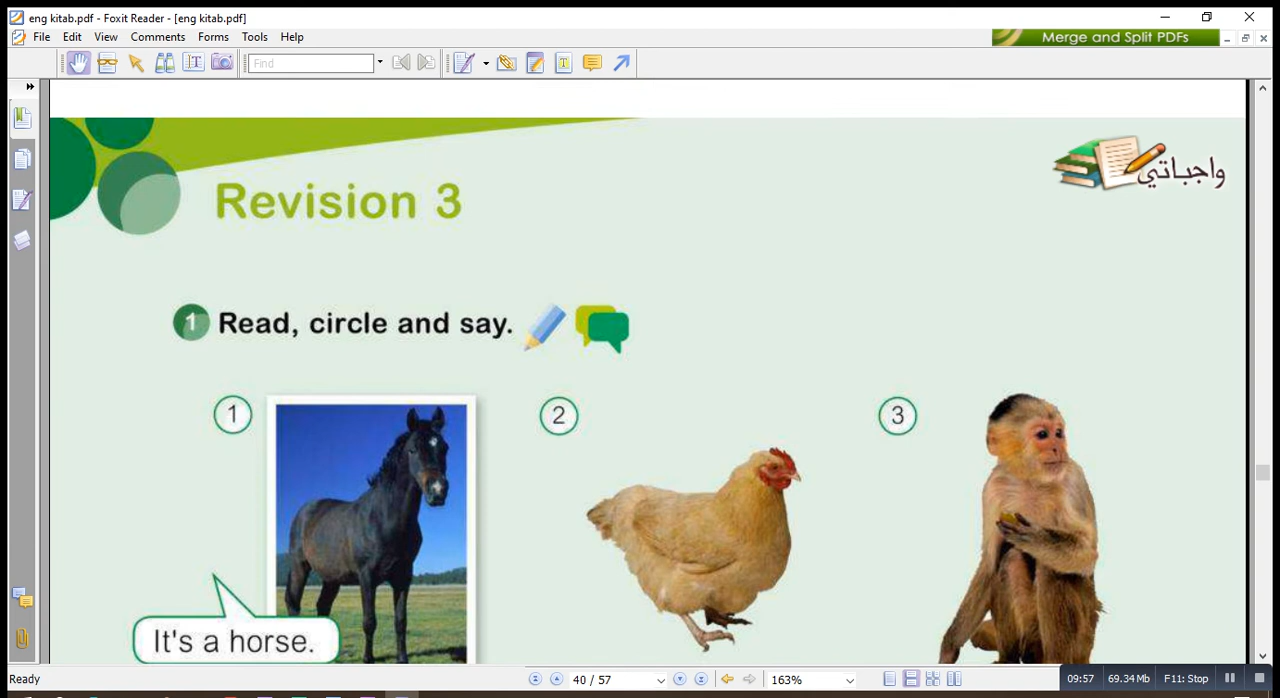 eng kitab.pdf - Foxit Reader - [eng kitab.pdf]
File Edit View Comments Forms Tools Help
Merge and Split PDFs
Find
واجباتي
Revision 3
1 Read, circle and say.
1
2
3
It's a horse.
Ready
40 / 57
163%
09:57
69.34 Mb
F11: Stop